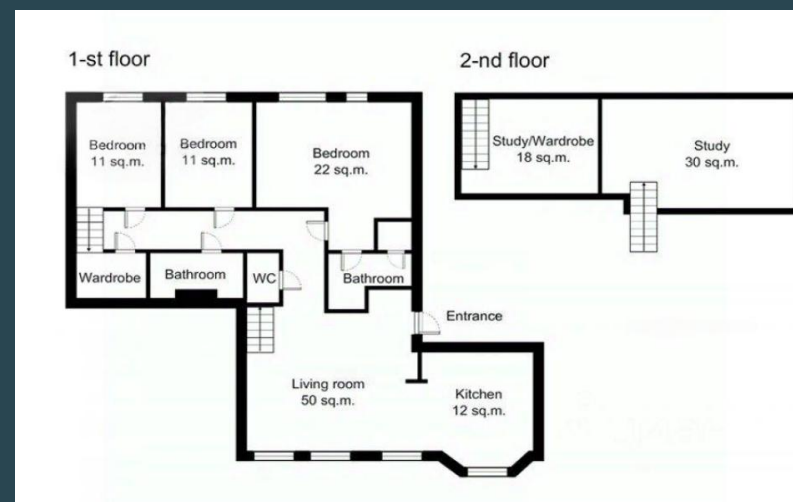 1-st floor
2-nd floor
Bedroom
11 sq.m.
Bedroom
11 sq.m.
Bedroom
22 sq.m.
Study/Wardrobe
18 sq.m.
Study
30 sq.m.
Wardrobe
Bathroom
WC
Bathroom
Entrance
Living room
50 sq.m.
Kitchen
12 sq.m.